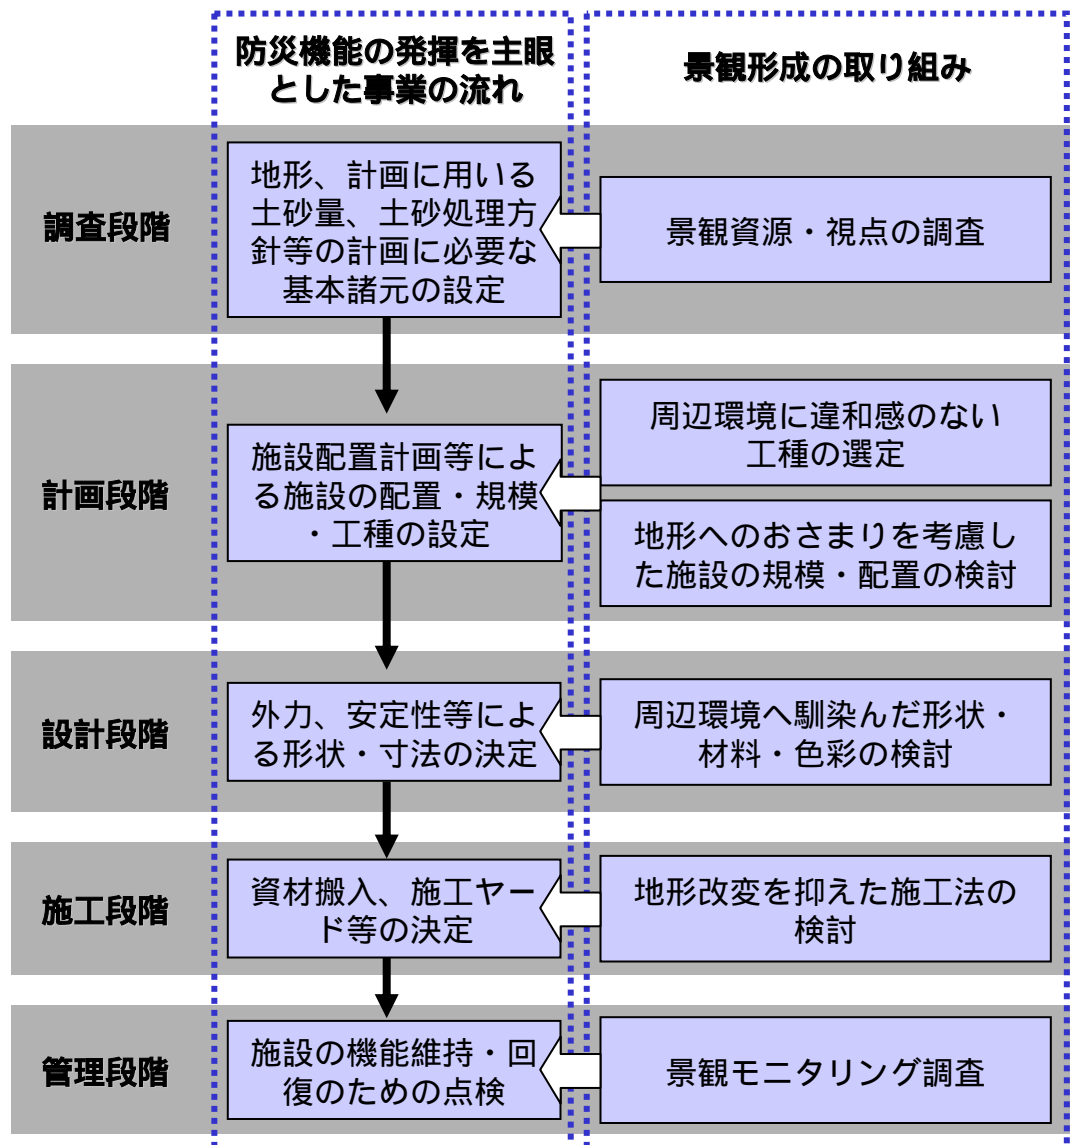 防災機能の発揮を主眼
とした事業の流れ
景観形成の取り組み
調査段階
地形、計画に用いる
土砂量、土砂処理方
針等の計画に必要な
基本諸元の設定
景観資源・視点の調査
計画段階
施設配置計画等によ
る施設の配置・規模
・工種の設定
周辺環境に違和感のない
工種の選定
地形へのおさまりを考慮し
た施設の規模・配置の検討
設計段階
外力、安定性等によ
る形状・寸法の決定
周辺環境へ馴染んだ形状・
材料・色彩の検討
施工段階
資材搬入、施工ヤー
ド等の決定
地形改変を抑えた施工法の
検討
管理段階
施設の機能維持・回
復のための点検
景観モニタリング調査